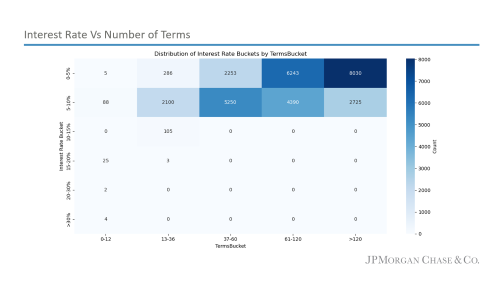 Interest Rate Vs Number of Terms
Distribution of Interest Rate Buckets by TermsBucket
0-5% 5 286 2253 6243 8030
5-10% 88 2100 5250 4390 2725
10-15% 0 105 0 0 0
15-20% 25 3 0 0 0
20-30% 2 0 0 0 0
>30% 4 0 0 0 0
0-12 13-36 37-60 61-120 >120
TermsBucket
Interest Rate Bucket
8000
7000
6000
5000
4000
3000
2000
1000
0
Count
JPMORGAN CHASE & CO.